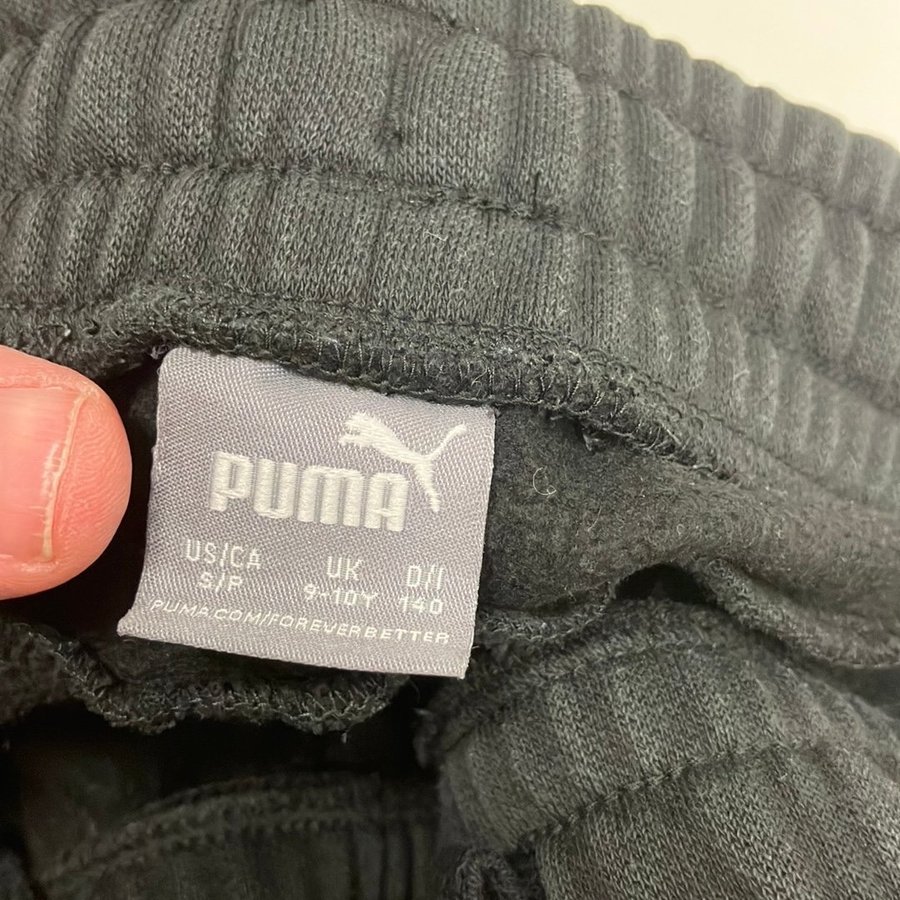 PUMA
US/CA UK D/I
S/P 9-10Y 140
PUMA.COM/FOREVERBETTER